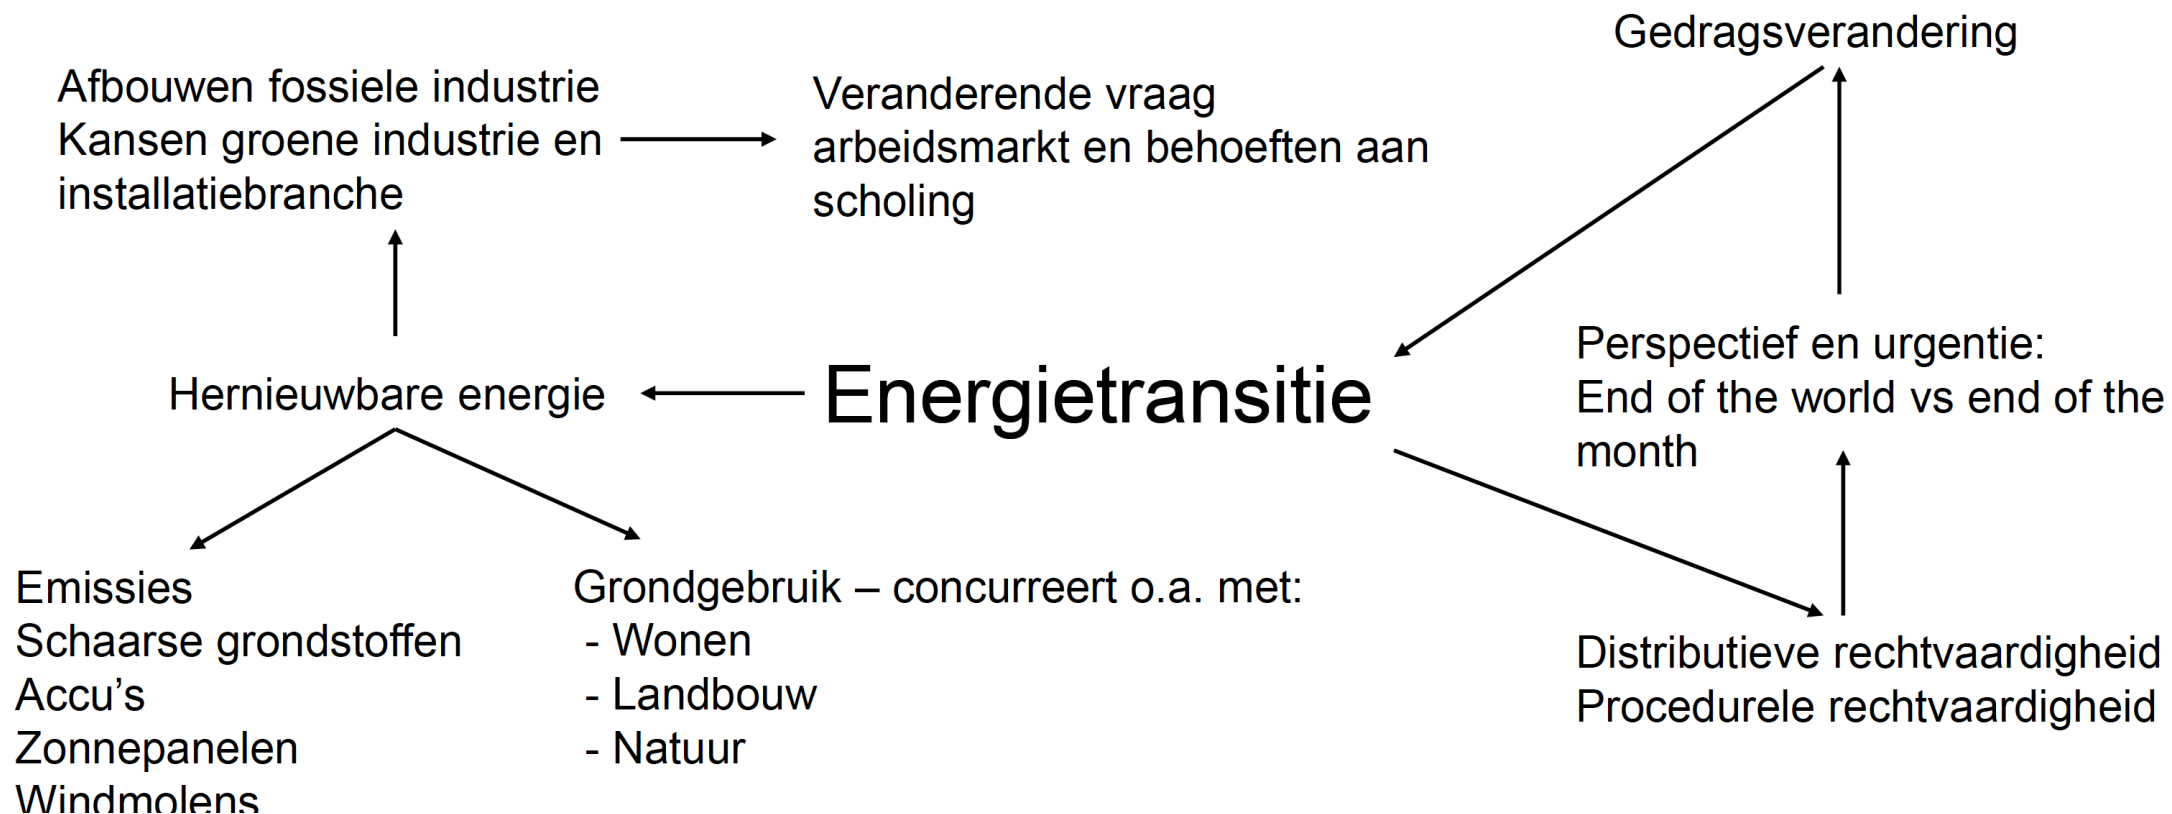 Gedragsverandering
Afbouwen fossiele industrie
Kansen groene industrie en
installatiebranche
Veranderende vraag
arbeidsmarkt en behoeften aan
scholing
Perspectief en urgentie:
End of the world vs end of the
month
Hernieuwbare energie
Energietransitie
Emissies
Schaarse grondstoffen
Accu's
Zonnepanelen
Windmolens
Grondgebruik – concurreert o.a. met:
- Wonen
- Landbouw
- Natuur
Distributieve rechtvaardigheid
Procedurele rechtvaardigheid